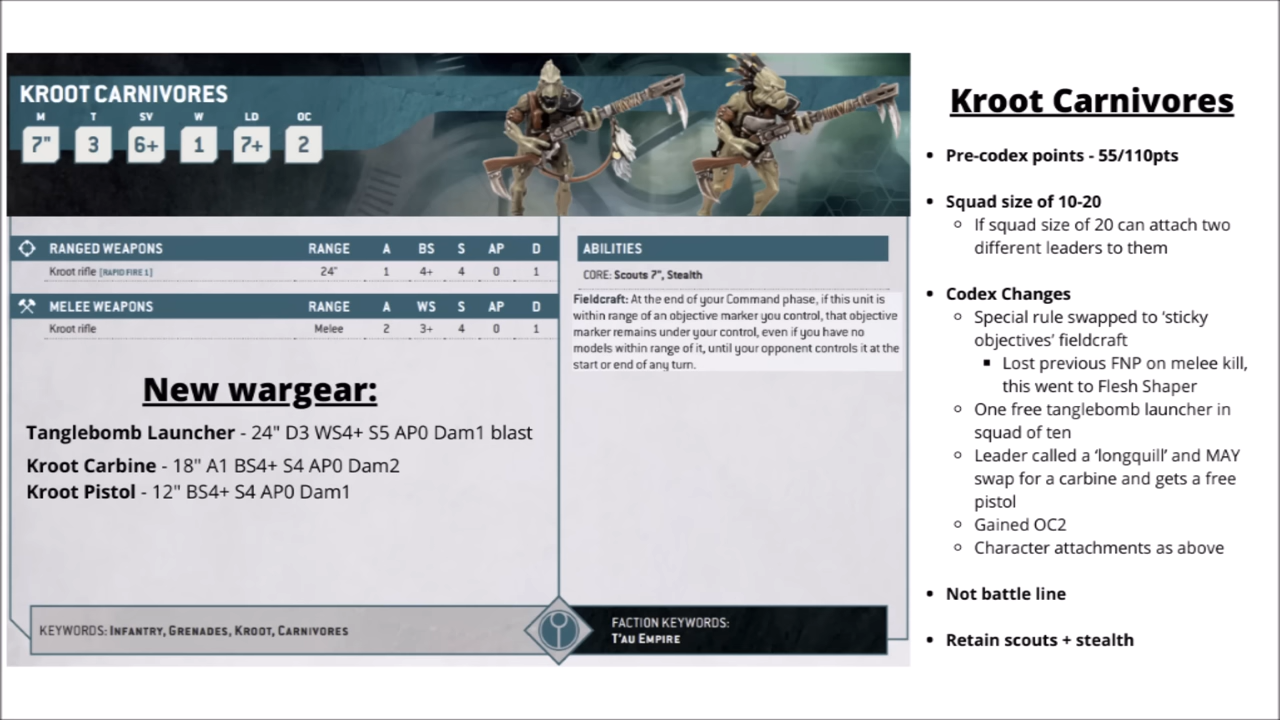 KROOT CARNIVORES
M T SV W LD OC
7" 3 6+ 1 7+ 2
RANGED WEAPONS RANGE A BS S AP D
Kroot rifle [RAPID FIRE 1] 24" 1 4+ 4 0 1
MELEE WEAPONS RANGE A WS S AP D
Kroot rifle Melee 2 3+ 4 0 1
New wargear:
Tanglebomb Launcher - 24" D3 WS4+ S5 AP0 Dam1 blast
Kroot Carbine - 18" A1 BS4+ S4 AP0 Dam2
Kroot Pistol - 12" BS4+ S4 AP0 Dam1
ABILITIES
CORE: Scouts 7", Stealth
Fieldcraft: At the end of your Command phase, if this unit is
within range of an objective marker you control, that objective
marker remains under your control, even if you have no
models within range of it, until your opponent controls it at the
start or end of any turn.
KEYWORDS: INFANTRY, GRENADES, KROOT, CARNIVORES
FACTION KEYWORDS:
T'AU EMPIRE
Kroot Carnivores
• Pre-codex points - 55/110pts
• Squad size of 10-20
◦ If squad size of 20 can attach two
different leaders to them
• Codex Changes
◦ Special rule swapped to ‘sticky
objectives’ fieldcraft
▪ Lost previous FNP on melee kill,
this went to Flesh Shaper
◦ One free tanglebomb launcher in
squad of ten
◦ Leader called a ‘longquill’ and MAY
swap for a carbine and gets a free
pistol
◦ Gained OC2
◦ Character attachments as above
• Not battle line
• Retain scouts + stealth